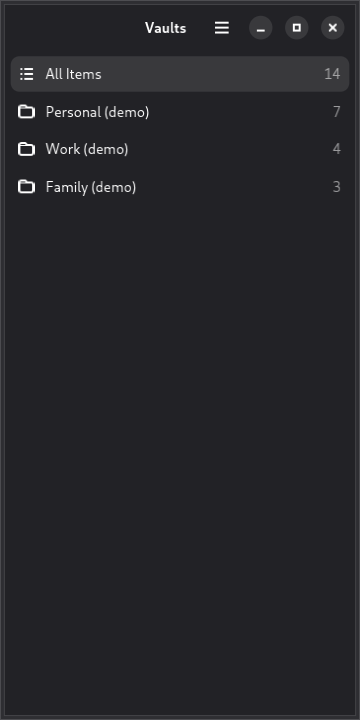 Vaults
All Items 14
Personal (demo) 7
Work (demo) 4
Family (demo) 3